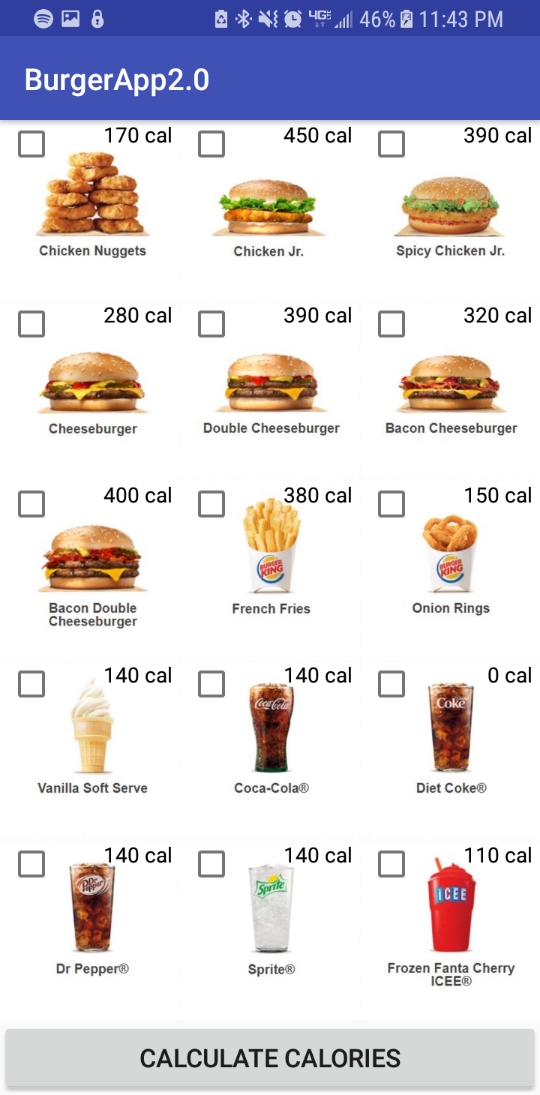 46% 11:43 PM
BurgerApp2.0
170 cal 450 cal 390 cal
Chicken Nuggets Chicken Jr. Spicy Chicken Jr.
280 cal 390 cal 320 cal
Cheeseburger Double Cheeseburger Bacon Cheeseburger
400 cal 380 cal 150 cal
BURGER KING BURGER KING
Bacon Double Cheeseburger French Fries Onion Rings
140 cal 140 cal 0 cal
Coca-Cola Coke
Vanilla Soft Serve Coca-Cola® Diet Coke®
140 cal 140 cal 110 cal
Dr Pepper Sprite ICEE
Dr Pepper® Sprite® Frozen Fanta Cherry ICEE®
CALCULATE CALORIES